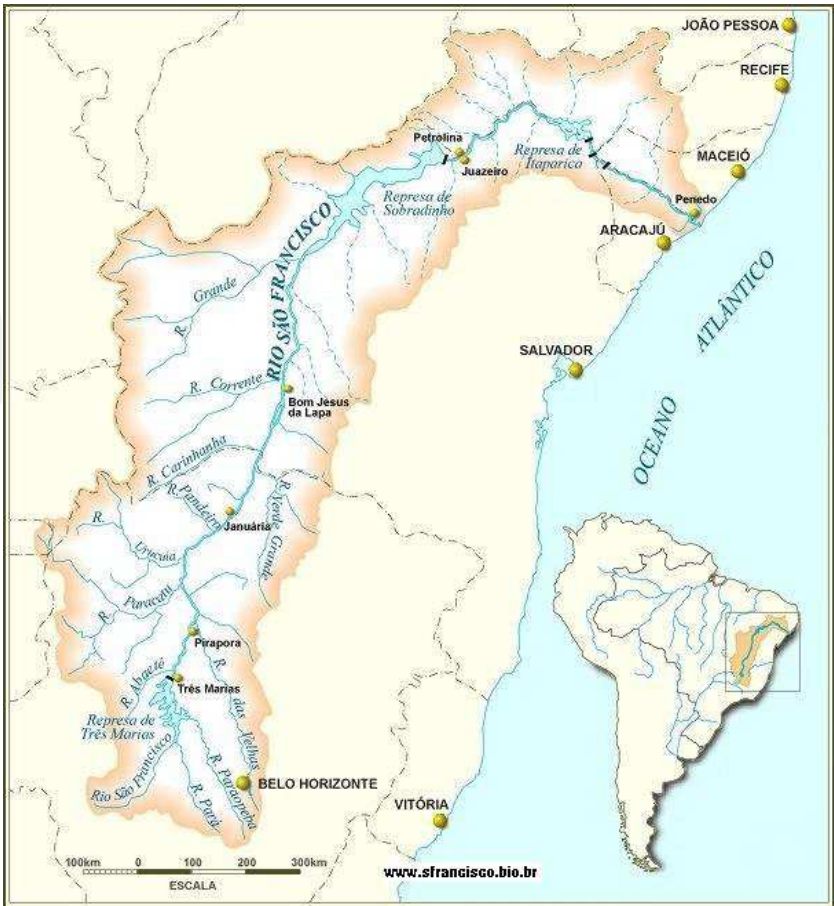 JOÃO PESSOA
RECIFE
Petrolina
Represa de
Itaparica
MACEIÓ
Juazeiro
Represa de
Sobradinho
Penedo
ARACAJÚ
RIO SÃO FRANCISCO
R. Grande
OCEANO ATLÂNTICO
SALVADOR
R. Corrente
Bom Jesus
da Lapa
R. Carinhanha
R. Pandeiro
R. Verde Grande
Januária
R. Urucuia
R. Paracatu
Pirapora
R. Abaeté
Três Marias
R. das Velhas
Represa de
Três Marias
Rio São Francisco
R. Pará
R. Paraopeba
BELO HORIZONTE
VITÓRIA
100km 0 100 200 300km
ESCALA
www.sfrancisco.bio.br